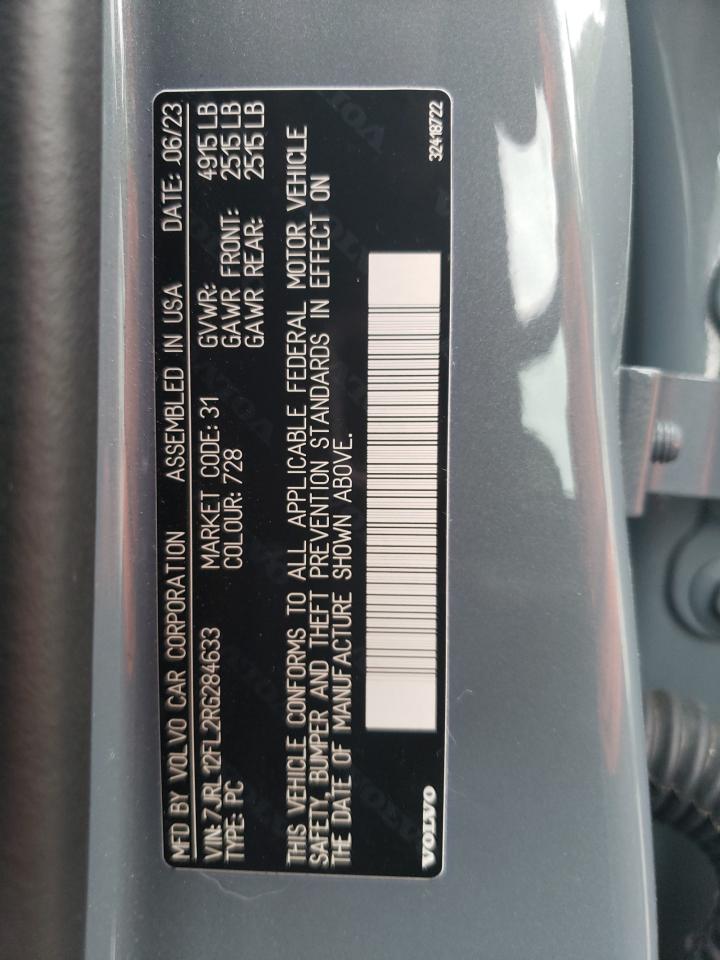 MFD BY VOLVO CAR CORPORATION ASSEMBLED IN USA DATE: 06/23
VIN: 7JRL12FL2RG284633 MARKET CODE: 31 GVWR: 4915 LB
TYPE: PC COLOUR: 728 GAWR FRONT: 2515 LB
GAWR REAR: 2515 LB
THIS VEHICLE CONFORMS TO ALL APPLICABLE FEDERAL MOTOR VEHICLE
SAFETY, BUMPER AND THEFT PREVENTION STANDARDS IN EFFECT ON
THE DATE OF MANUFACTURE SHOWN ABOVE.
VOLVO 32418722